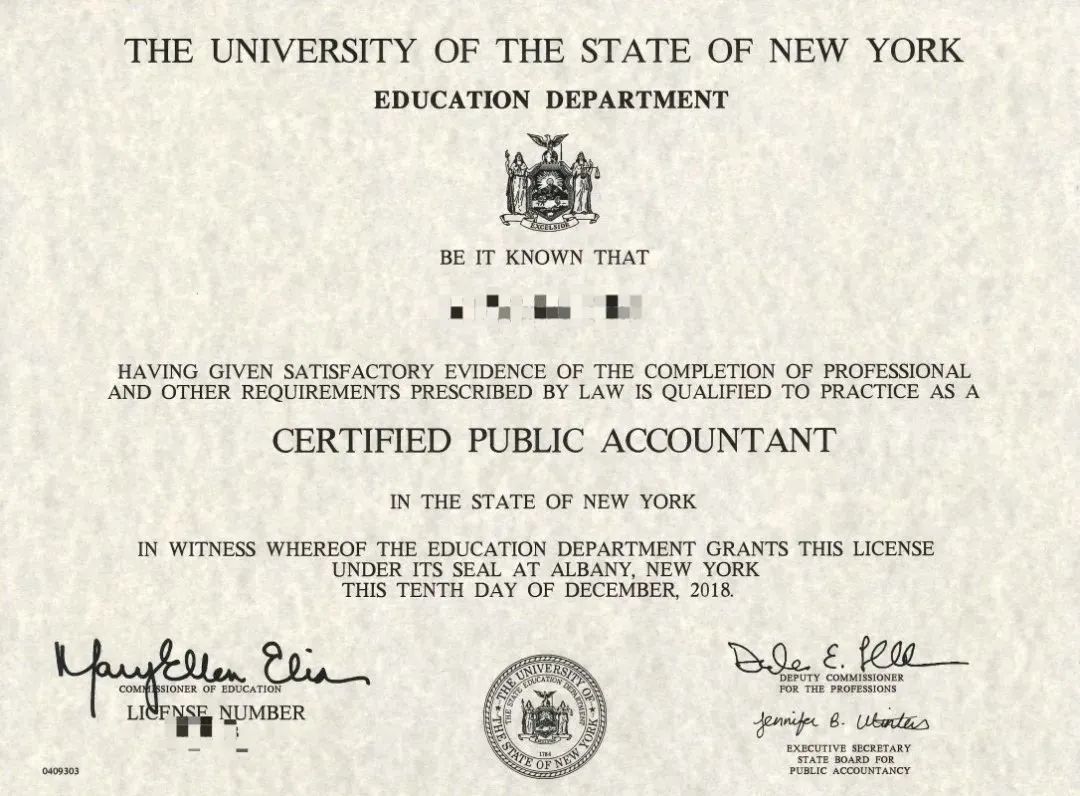 THE UNIVERSITY OF THE STATE OF NEW YORK
EDUCATION DEPARTMENT
EXCELSIOR
BE IT KNOWN THAT
HAVING GIVEN SATISFACTORY EVIDENCE OF THE COMPLETION OF PROFESSIONAL
AND OTHER REQUIREMENTS PRESCRIBED BY LAW IS QUALIFIED TO PRACTICE AS A
CERTIFIED PUBLIC ACCOUNTANT
IN THE STATE OF NEW YORK
IN WITNESS WHEREOF THE EDUCATION DEPARTMENT GRANTS THIS LICENSE
UNDER ITS SEAL AT ALBANY, NEW YORK
THIS TENTH DAY OF DECEMBER, 2018.
MaryEllen Elia
COMMISSIONER OF EDUCATION
LICENSE NUMBER
0409303
THE UNIVERSITY OF THE STATE OF NEW YORK
THE STATE EDUCATION DEPARTMENT
1784
E.
DEPUTY COMMISSIONER
FOR THE PROFESSIONS
Jennifer B. Winters
EXECUTIVE SECRETARY
STATE BOARD FOR
PUBLIC ACCOUNTANCY